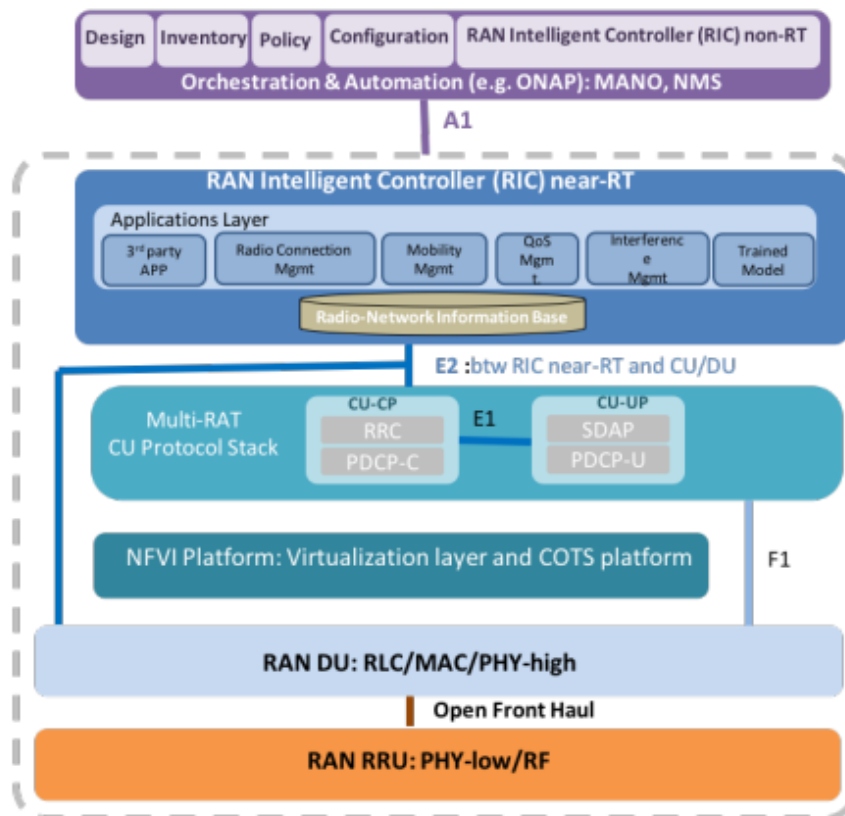 Design Inventory Policy Configuration RAN Intelligent Controller (RIC) non-RT
Orchestration & Automation (e.g. ONAP): MANO, NMS
A1
RAN Intelligent Controller (RIC) near-RT
Applications Layer
3rd party
APP
Radio Connection
Mgmt
Mobility
Mgmt
QoS
Mgm
t.
Interferenc
e
Mgmt
Trained
Model
Radio-Network Information Base
E2 :btw RIC near-RT and CU/DU
Multi-RAT
CU Protocol Stack
CU-CP
RRC
PDCP-C
E1
CU-UP
SDAP
PDCP-U
NFVI Platform: Virtualization layer and COTS platform
F1
RAN DU: RLC/MAC/PHY-high
Open Front Haul
RAN RRU: PHY-low/RF